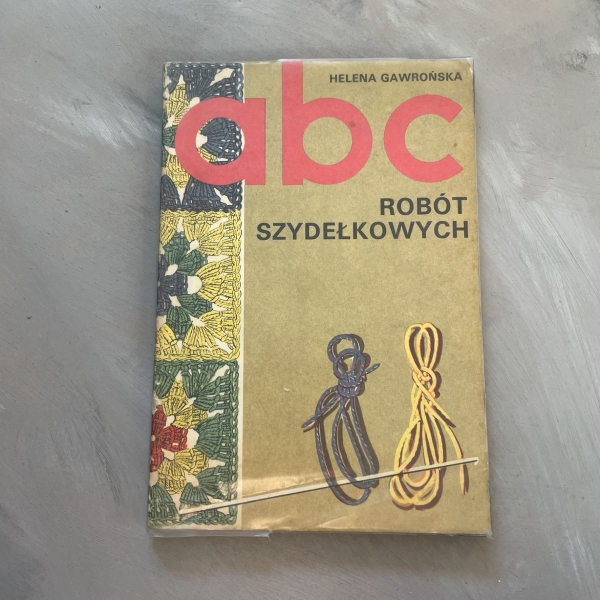 HELENA GAWROŃSKA
abc
ROBÓT
SZYDEŁKOWYCH